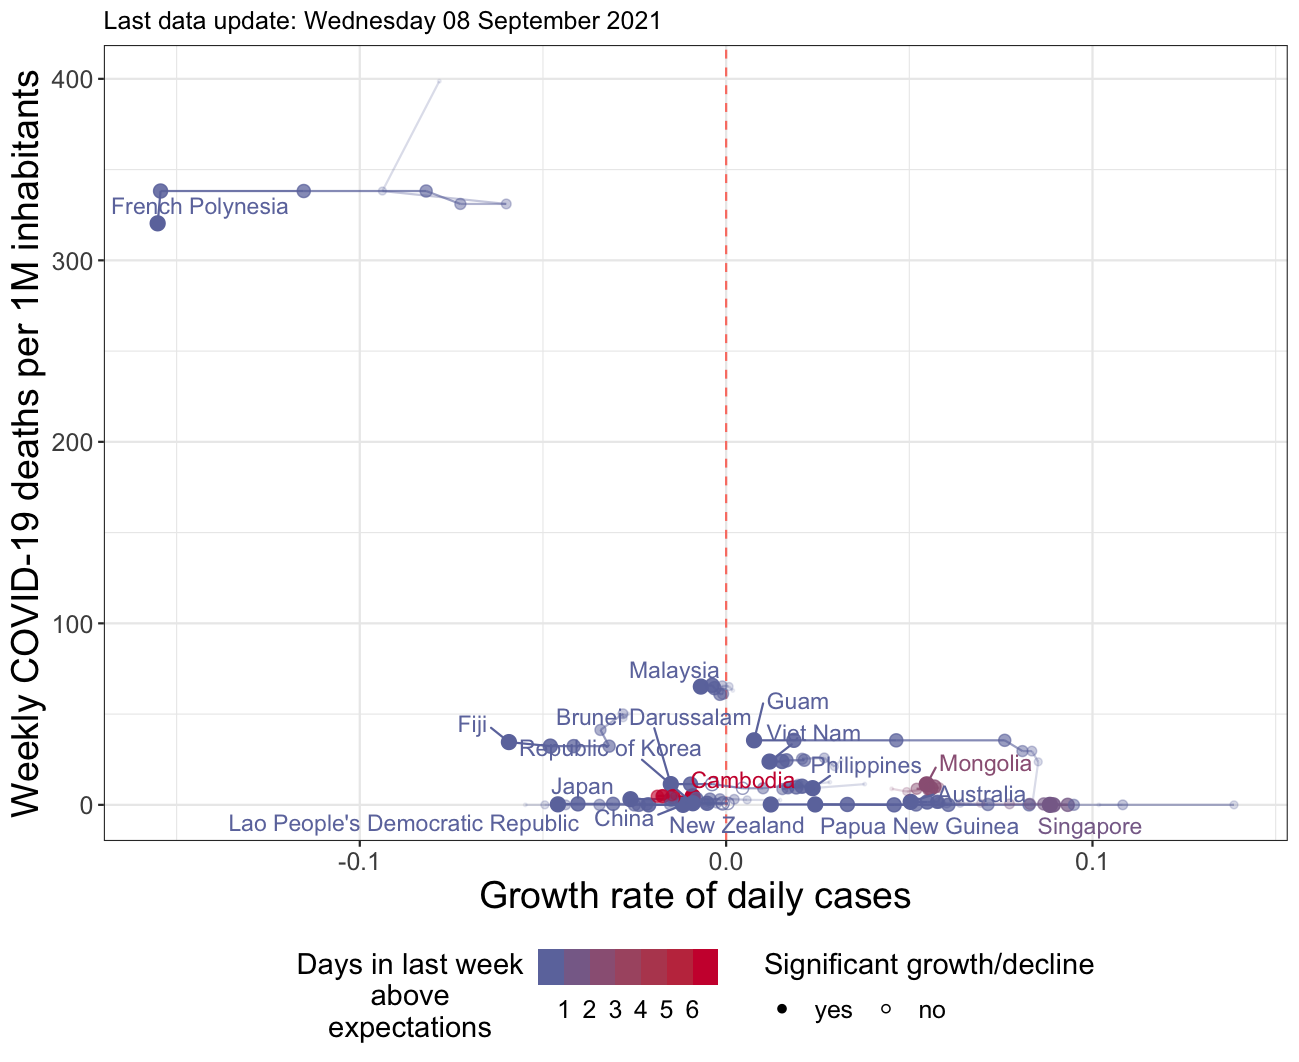 Last data update: Wednesday 08 September 2021
Weekly COVID-19 deaths per 1M inhabitants
400
300
200
100
0
French Polynesia
Malaysia
Guam
Fiji
Brunei Darussalam
Viet Nam
Republic of Korea
Philippines
Mongolia
Cambodia
Japan
Australia
Lao People's Democratic Republic
China
New Zealand
Papua New Guinea
Singapore
-0.1
0.0
0.1
Growth rate of daily cases
Days in last week
above
expectations
1 2 3 4 5 6
Significant growth/decline
yes
no